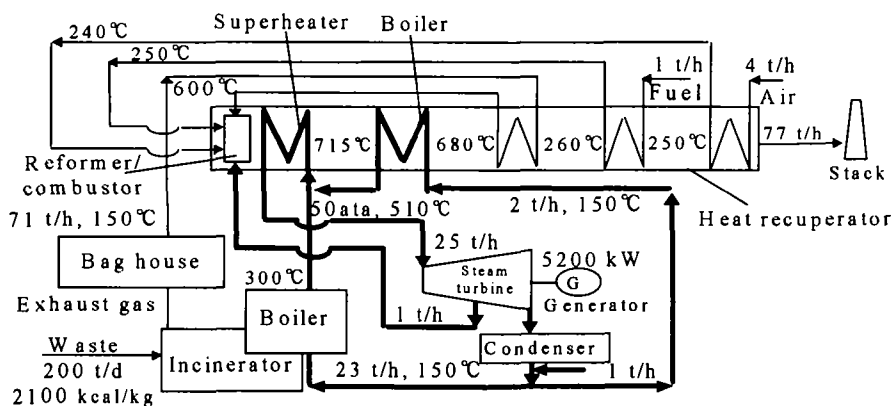 240℃
Superheater
Boiler
250℃
1 t/h
4 t/h
600℃
Fuel
Air
715℃
680℃
260℃
250℃
77 t/h
Reformer/
combustor
Stack
50ata, 510℃
2 t/h, 150℃
Heat recuperator
71 t/h, 150℃
25 t/h
5200 kW
Bag house
Steam
turbine
G
300℃
Generator
Exhaust gas
Boiler
1 t/h
Waste
Condenser
Incinerator
200 t/d
23 t/h, 150℃
1 t/h
2100 kcal/kg